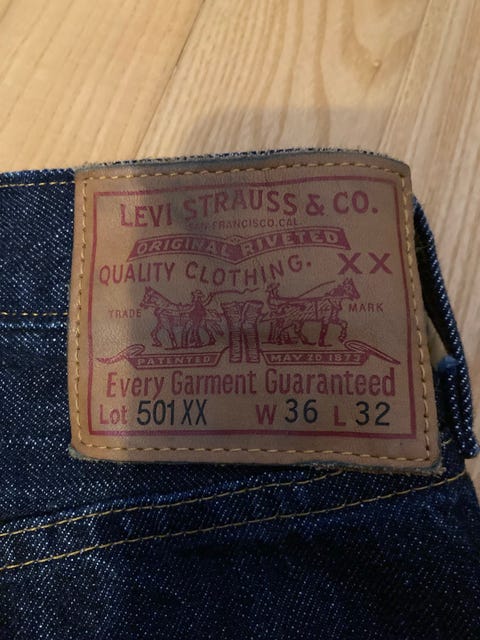 LEVI STRAUSS & CO.
SAN FRANCISCO.CAL.
ORIGINAL RIVETED
QUALITY CLOTHING. XX
TRADE MARK
PATENTED MAY 20 1873
Every Garment Guaranteed
Lot 501XX W 36 L 32